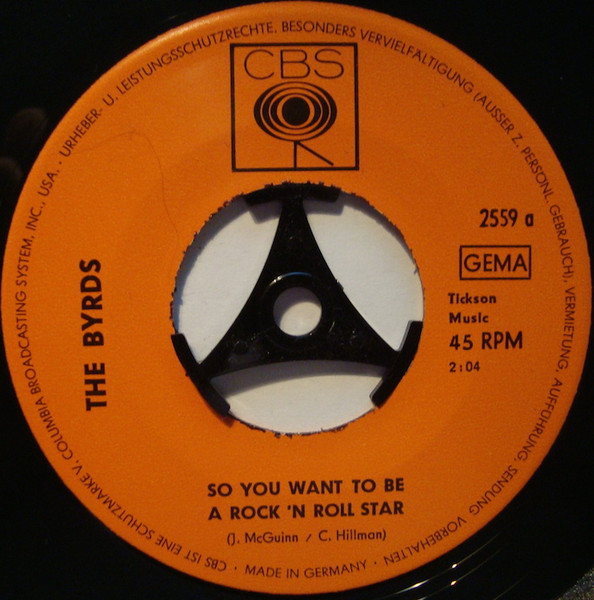 CBS
2559 a
GEMA
Tickson
Music
45 RPM
2:04
THE BYRDS
SO YOU WANT TO BE
A ROCK 'N ROLL STAR
(J. McGuinn / C. Hillman)
CBS IST EINE SCHUTZMARKE V. COLUMBIA BROADCASTING SYSTEM, INC., USA. · URHEBER- U. LEISTUNGSSCHUTZRECHTE, BESONDERS VERVIELFÄLTIGUNG (AUSSER Z. PERSONL. GEBRAUCH), VERMIETUNG, AUFFÜHRUNG, SENDUNG VORBEHALTEN · MADE IN GERMANY ·